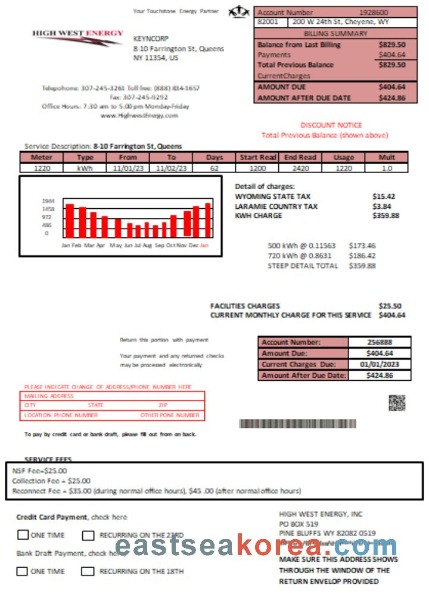 Your Touchstone Energy Partner
HIGH WEST ENERGY
KEYNCORP
8-10 Farrington St, Queens
NY 11354, US
Telephone: 307-245-3261 Toll line: (888) 834-1657
Fax: 307-245-9292
Office Hours: 7:30 am to 5:00 pm Monday-Friday
www.Highwestenergy.com
Account Number 1928600
82001 200 W 24th St, Cheyene, WY
BILLING SUMMARY
Balance from Last Billing $829.50
Payments $404.64
Total Previous Balance $829.50
Current Charges
AMOUNT DUE $404.64
AMOUNT AFTER DUE DATE $424.86
DISCOUNT NOTICE
Total Previous Balance (shown above)
Service Description: 8-10 Farrington St, Queens
Meter Type From To Days Start Read End Read Usage Mult
1220 kWh 11/01/23 11/02/23 62 1200 2420 1220 1.0
1944
1458
972
486
0
Jan Feb Mar Apr May Jun Jul Aug Sep Oct Nov Dec Jan
Detail of charges:
WYOMING STATE TAX $15.42
LARAMIE COUNTRY TAX $3.84
KWH CHARGE $359.88
500 kWh @ 0.11563 $173.46
720 kWh @ 0.8631 $186.42
STEEP DETAIL TOTAL $359.88
FACILITIES CHARGES $25.50
CURRENT MONTHLY CHARGE FOR THIS SERVICE $404.64
Return this portion with payment
Your payment and any returned checks
may be processed electronically
Account Number: 256888
Amount Due: $404.64
Current Charges Due: 01/01/2023
Amount After Due Date: $424.86
PLEASE INDICATE CHANGE OF ADDRESS/PHONE NUMBER HERE
MAILING ADDRESS
CITY STATE ZIP
LOCATION PHONE NUMBER OTHER PONE NUMBER
To pay by credit card or bank draft, please fill out from on back.
SERVICE FEES
NSF Fee=$25.00
Collection Fee = $25.00
Reconnect Fee = $35.00 (during normal office hours), $45 .00 (after normal office hours)
Credit Card Payment, check here
ONE TIME RECURRING ON THE 23RD
Bank Draft Payment, check here
ONE TIME RECURRING ON THE 18TH
HIGH WEST ENERGY, INC
PO BOX 519
PINE BLUFFS WY 82082 0519
MAKE SURE THIS ADDRESS SHOWS
THROUGH THE WINDOW OF THE
RETURN ENVELOP PROVIDED
eastseakorea.com